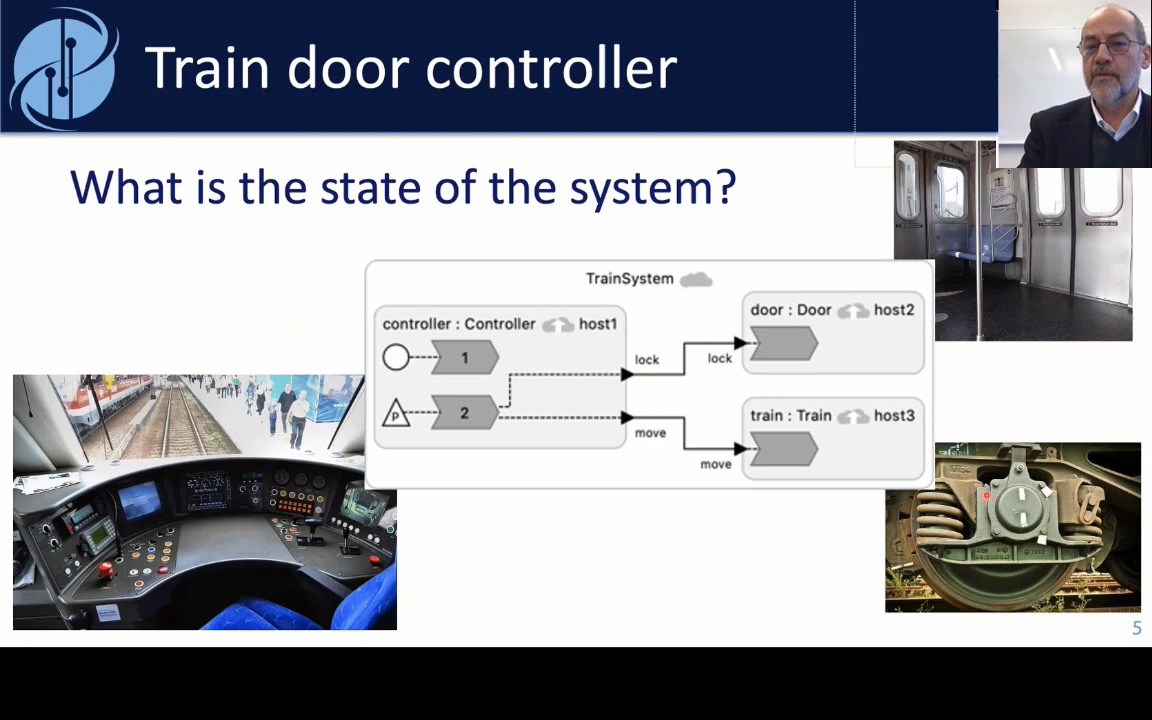 Train door controller
What is the state of the system?
TrainSystem
controller : Controller host1
1
2
P
lock
lock
move
move
door : Door host2
train : Train host3
5